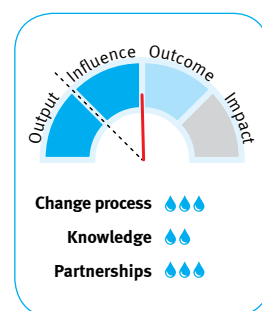 Output
Influence
Outcome
Impact
Change process
Knowledge
Partnerships